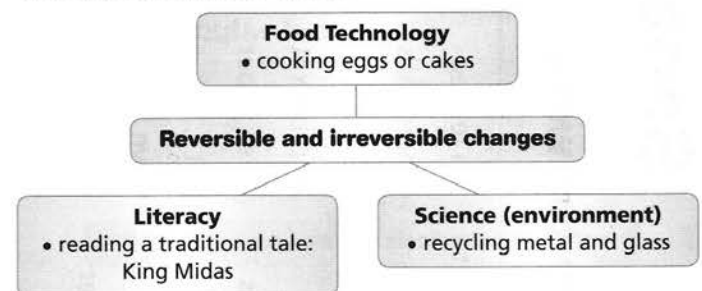 Food Technology
• cooking eggs or cakes
Reversible and irreversible changes
Literacy
• reading a traditional tale:
King Midas
Science (environment)
• recycling metal and glass